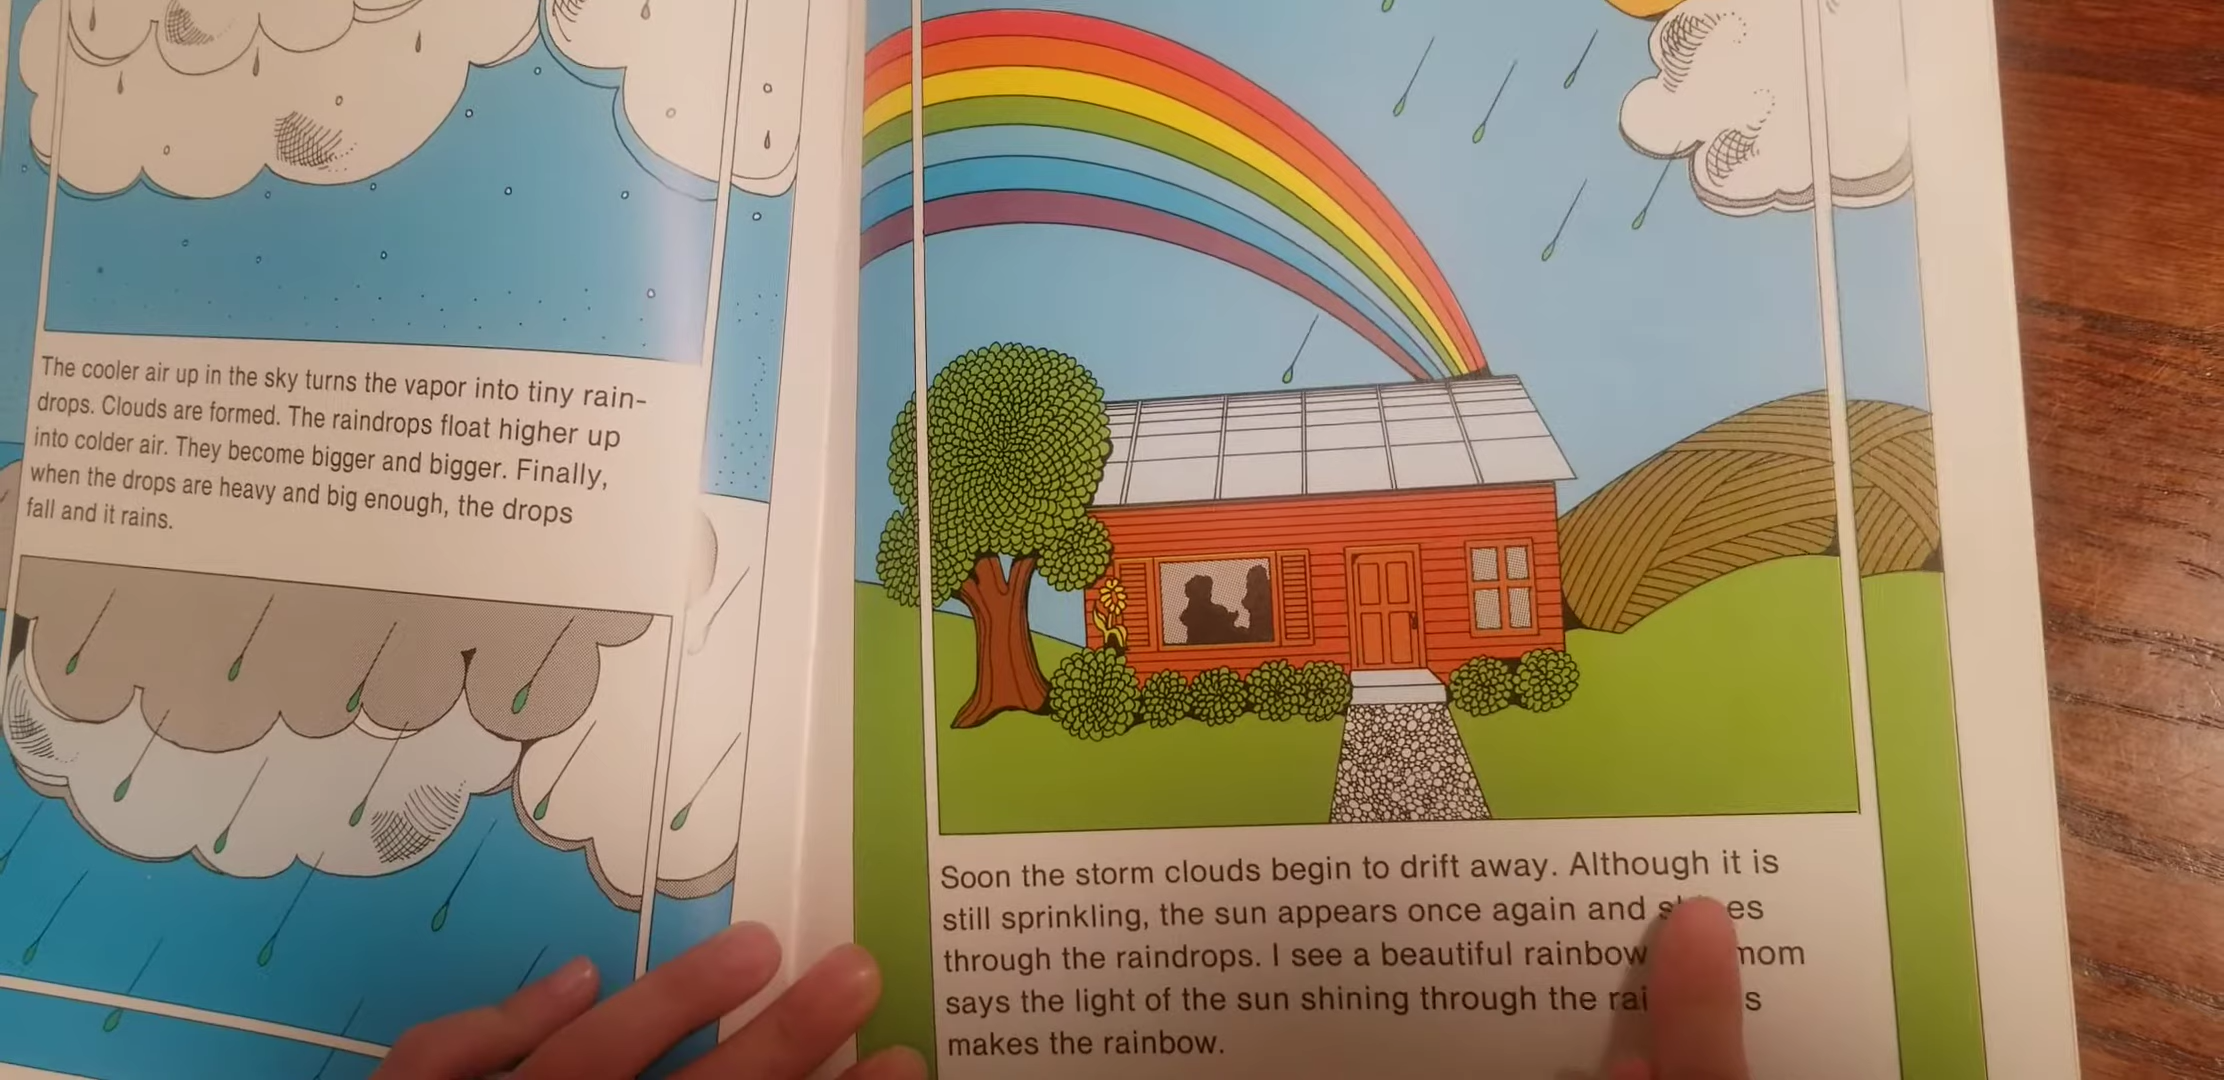 The cooler air up in the sky turns the vapor into tiny rain-
drops. Clouds are formed. The raindrops float higher up
into colder air. They become bigger and bigger. Finally,
when the drops are heavy and big enough, the drops
fall and it rains.
Soon the storm clouds begin to drift away. Although it is
still sprinkling, the sun appears once again and
through the raindrops. I see a beautiful rainbow mom
says the light of the sun shining through the
makes the rainbow.